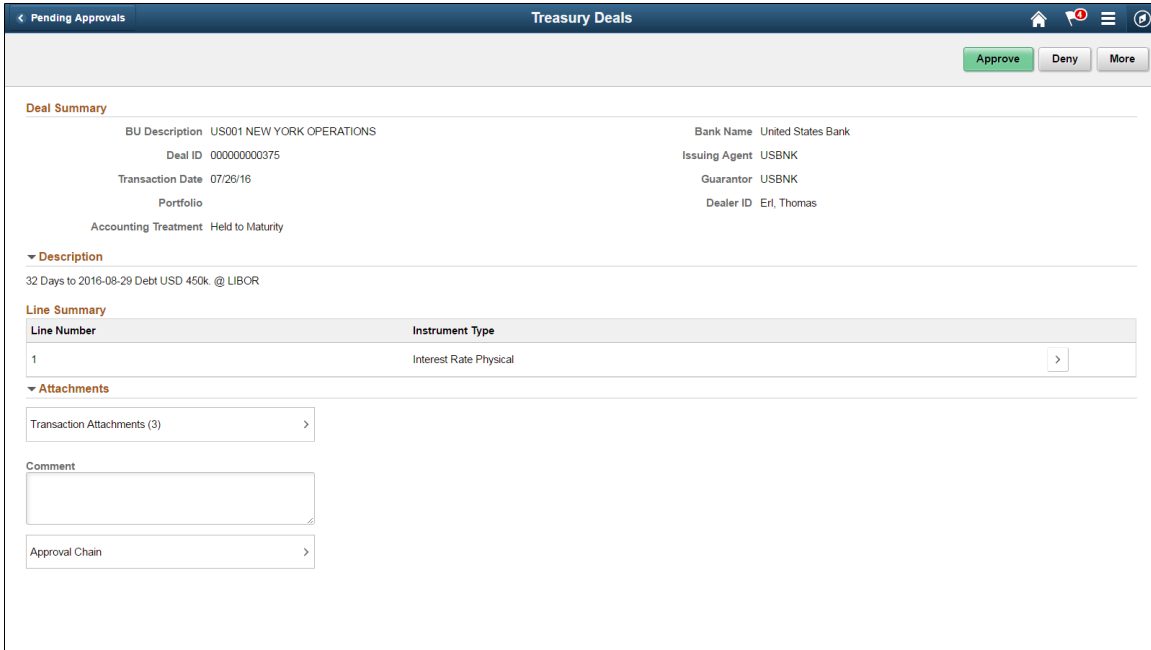 Pending Approvals
Treasury Deals
4
Approve
Deny
More
Deal Summary
BU Description US001 NEW YORK OPERATIONS
Bank Name United States Bank
Deal ID 000000000375
Issuing Agent USBNK
Transaction Date 07/26/16
Guarantor USBNK
Portfolio
Dealer ID Erl, Thomas
Accounting Treatment Held to Maturity
Description
32 Days to 2016-08-29 Debt USD 450k. @ LIBOR
Line Summary
Line Number Instrument Type
1 Interest Rate Physical
Attachments
Transaction Attachments (3)
Comment
Approval Chain